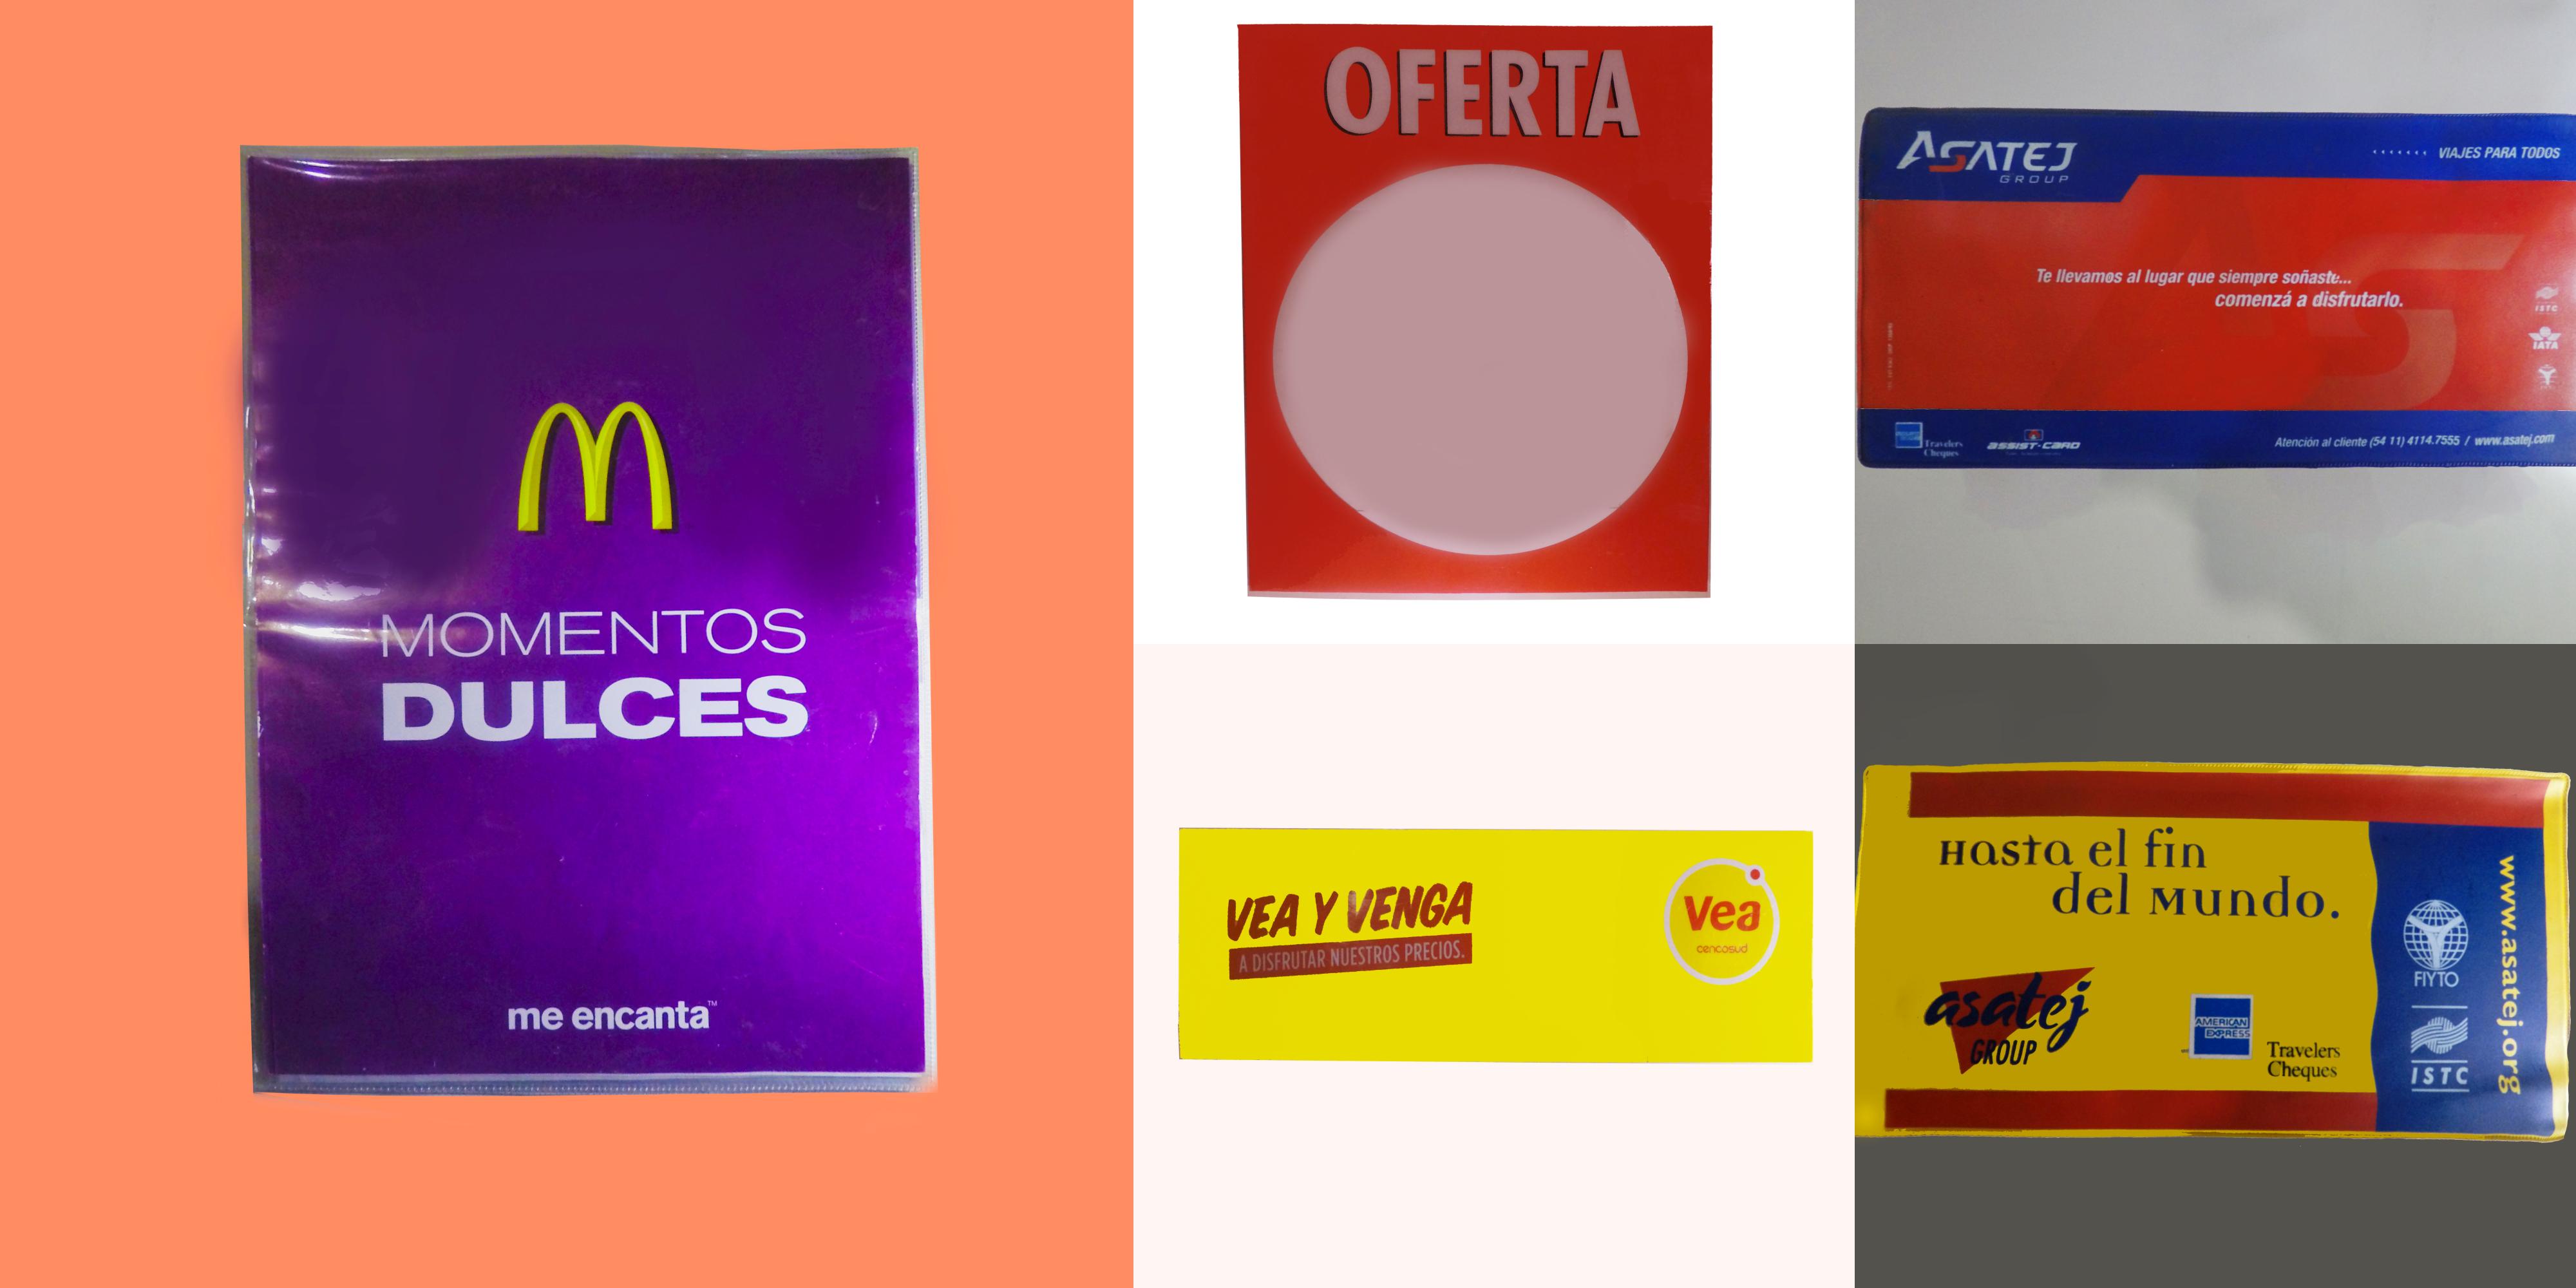 MOMENTOS
DULCES
me encanta™
OFERTA
VEA Y VENGA
A DISFRUTAR NUESTROS PRECIOS.
Vea
cencosud
ASATEJ
GROUP
VIAJES PARA TODOS
Te llevamos al lugar que siempre soñaste...
comenzá a disfrutarlo.
ISTC
IATA
Travelers
Cheques
ASSIST-CARD
Atención al cliente (54 11) 4114.7555 / www.asatej.com
Hasta el fin
del Mundo.
asatej
GROUP
AMERICAN
EXPRESS
Travelers
Cheques
FIYTO
ISTC
www.asatej.org